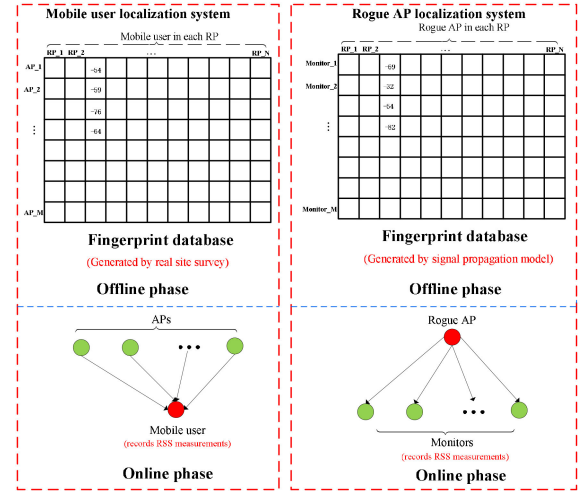 Mobile user localization system
Mobile user in each RP
...
RP_1 RP_2 RP_N
AP_1 -54
AP_2 -59
-76
⋮ -64
AP_M
Fingerprint database
(Generated by real site survey)
Offline phase
APs
•••
Mobile user
(records RSS measurements)
Online phase
Rogue AP localization system
Rogue AP in each RP
...
RP_1 RP_2 RP_N
Monitor_1 -69
Monitor_2 -32
-54
⋮ -82
Monitor_M
Fingerprint database
(Generated by signal propagation model)
Offline phase
Rogue AP
•••
Monitors
(records RSS measurements)
Online phase